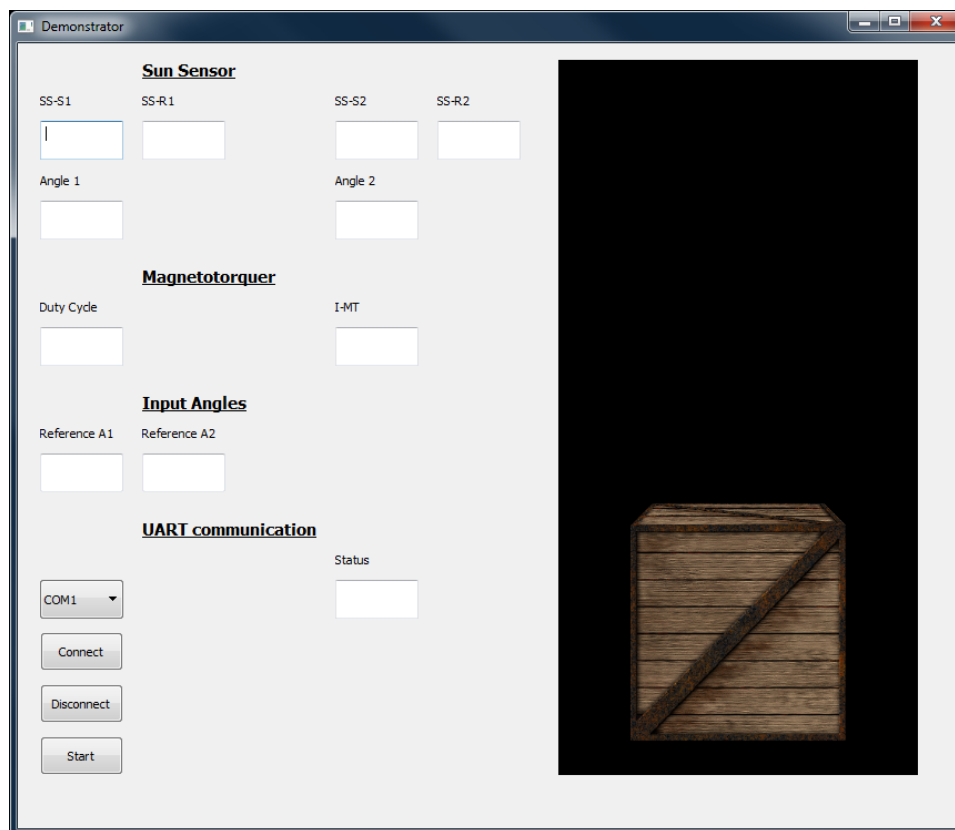 Demonstrator
Sun Sensor
SS-S1 SS-R1 SS-S2 SS-R2
Angle 1 Angle 2
Magnetotorquer
Duty Cycle I-MT
Input Angles
Reference A1 Reference A2
UART communication
Status
COM1
Connect
Disconnect
Start